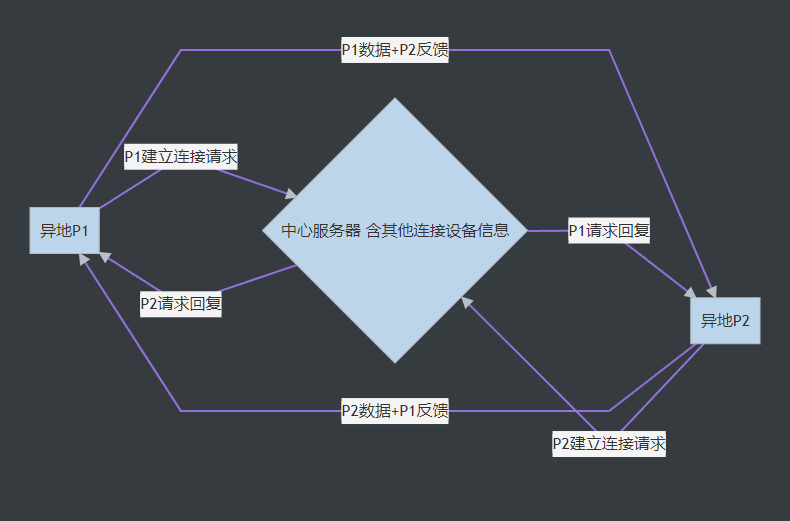 P1数据+P2反馈
P1建立连接请求
异地P1
中心服务器 含其他连接设备信息
P1请求回复
P2请求回复
异地P2
P2数据+P1反馈
P2建立连接请求